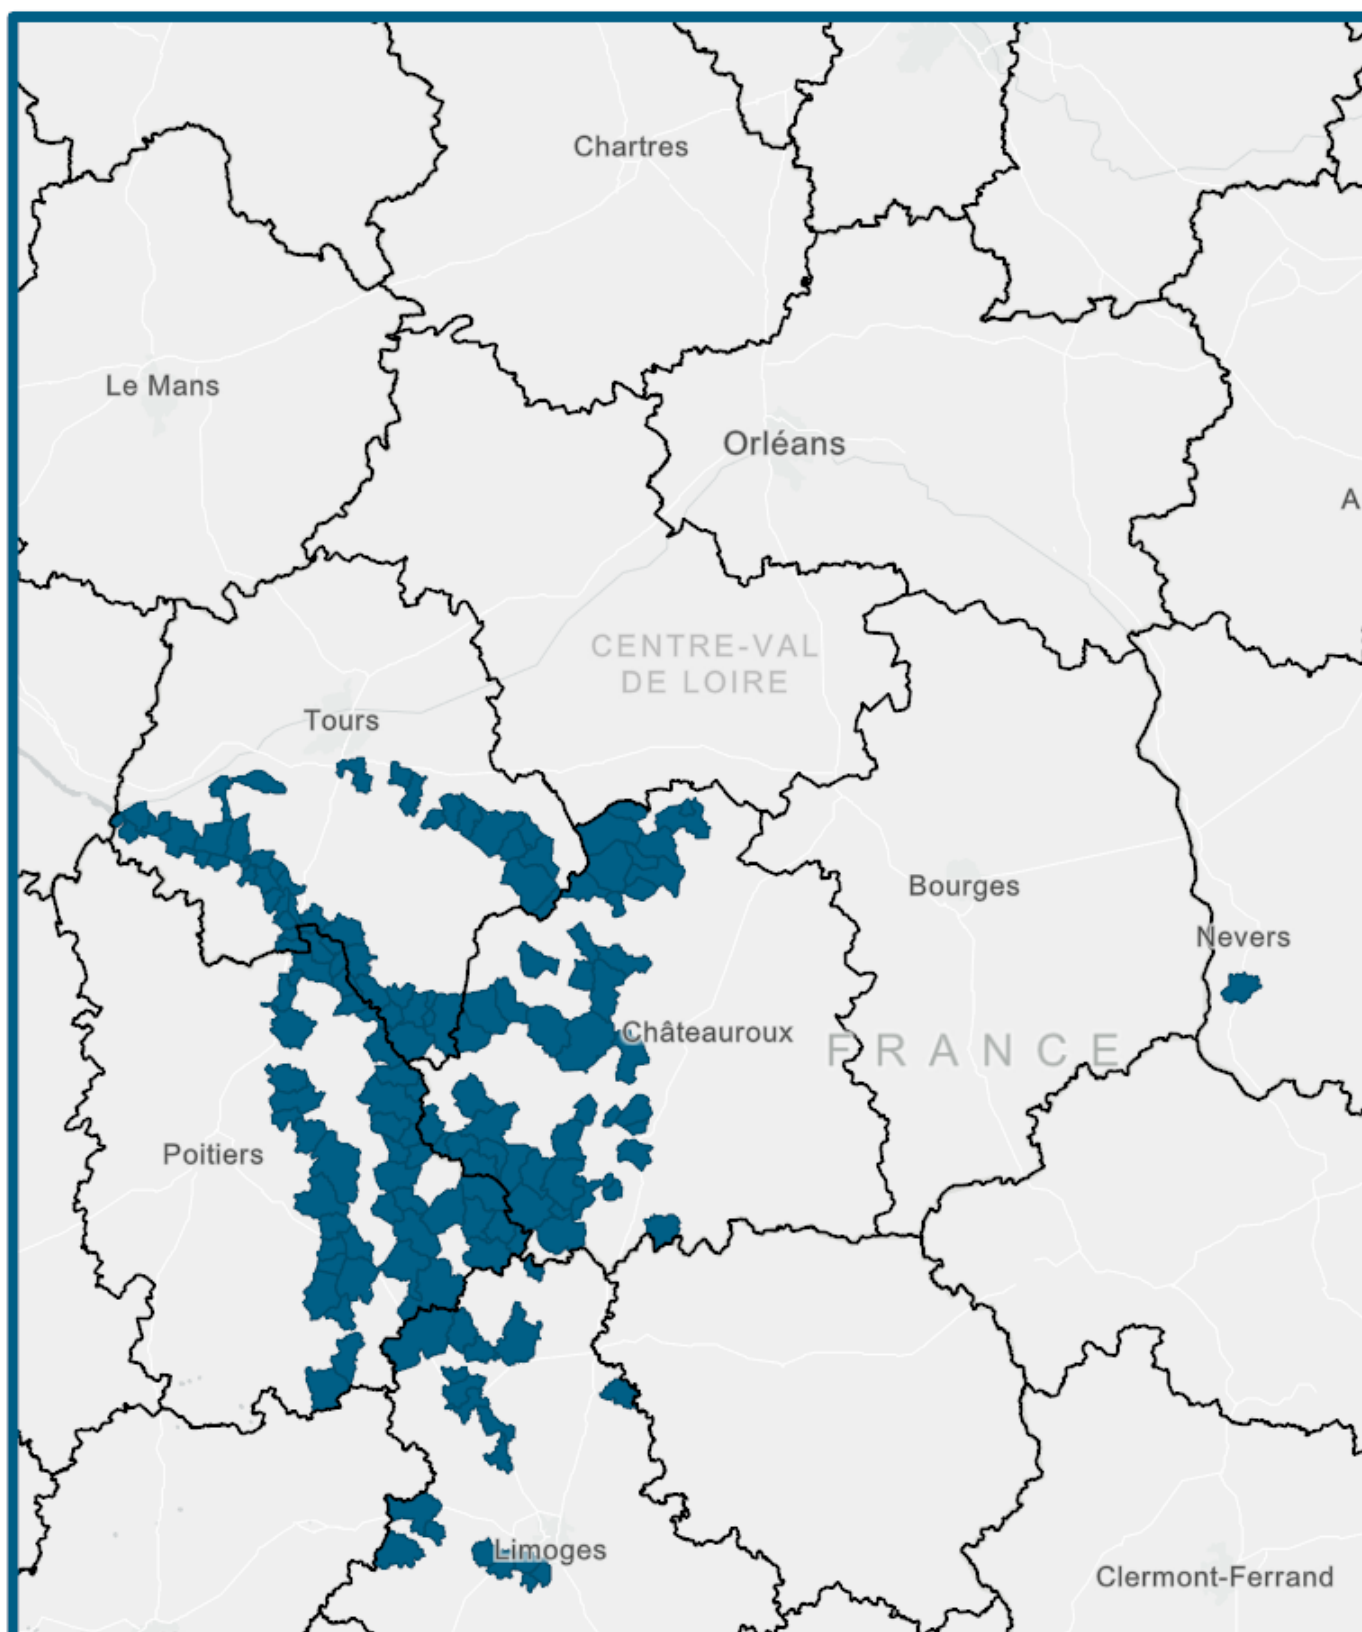 Chartres
Le Mans
Orléans
A
CENTRE-VAL
DE LOIRE
Tours
Bourges
Nevers
Châteauroux
FRANCE
Poitiers
Limoges
Clermont-Ferrand